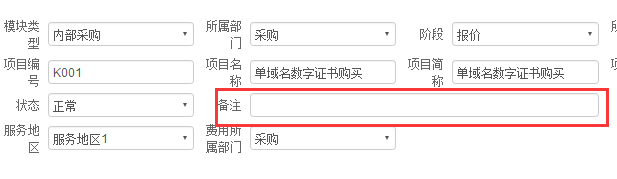 模块类型 内部采购 所属部门 采购 阶段 报价
项目编号 K001 项目名称 单域名数字证书购买 项目简称 单域名数字证书购买
状态 正常 备注
服务地区 服务地区1 费用所属部门 采购